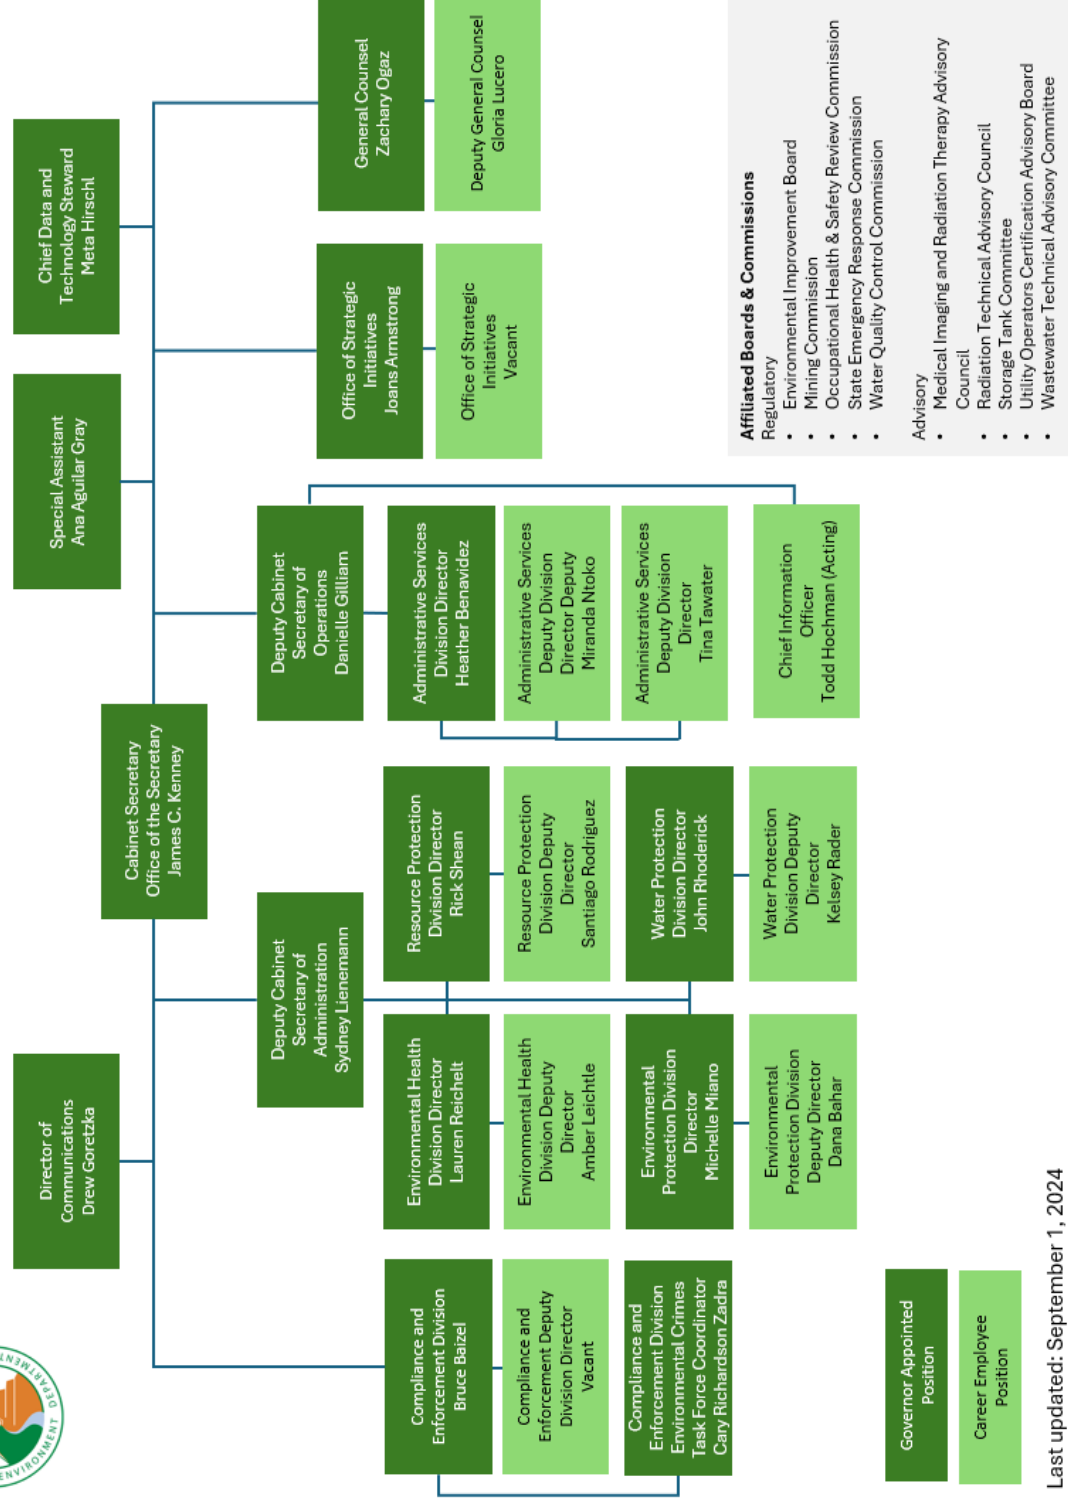 ENVIRONMENT DEPARTMENT
Director of
Communications
Drew Goretzka
Special Assistant
Ana Aguilar Gray
Chief Data and
Technology Steward
Meta Hirschl
Cabinet Secretary
Office of the Secretary
James C. Kenney
Compliance and
Enforcement Division
Bruce Baizel
Compliance and
Enforcement Deputy
Division Director
Vacant
Compliance and
Enforcement Division
Environmental Crimes
Task Force Coordinator
Cary Richardson Zadra
Deputy Cabinet
Secretary of
Administration
Sydney Lienemann
Environmental Health
Division Director
Lauren Reichelt
Environmental Health
Division Deputy
Director
Amber Leichtle
Environmental
Protection Division
Director
Michelle Miano
Environmental
Protection Division
Deputy Director
Dana Bahar
Resource Protection
Division Director
Rick Shean
Resource Protection
Division Deputy
Director
Santiago Rodriguez
Water Protection
Division Director
John Rhoderick
Water Protection
Division Deputy
Director
Kelsey Rader
Deputy Cabinet
Secretary of
Operations
Danielle Gilliam
Administrative Services
Division Director
Heather Benavidez
Administrative Services
Deputy Division
Director Deputy
Miranda Ntoko
Administrative Services
Deputy Division
Director
Tina Tawater
Chief Information
Officer
Todd Hochman (Acting)
Office of Strategic
Initiatives
Joans Armstrong
Office of Strategic
Initiatives
Vacant
General Counsel
Zachary Ogaz
Deputy General Counsel
Gloria Lucero
Governor Appointed
Position
Career Employee
Position
Last updated: September 1, 2024
Affiliated Boards & Commissions
Regulatory
• Environmental Improvement Board
• Mining Commission
• Occupational Health & Safety Review Commission
• State Emergency Response Commission
• Water Quality Control Commission
Advisory
• Medical Imaging and Radiation Therapy Advisory
Council
• Radiation Technical Advisory Council
• Storage Tank Committee
• Utility Operators Certification Advisory Board
• Wastewater Technical Advisory Committee